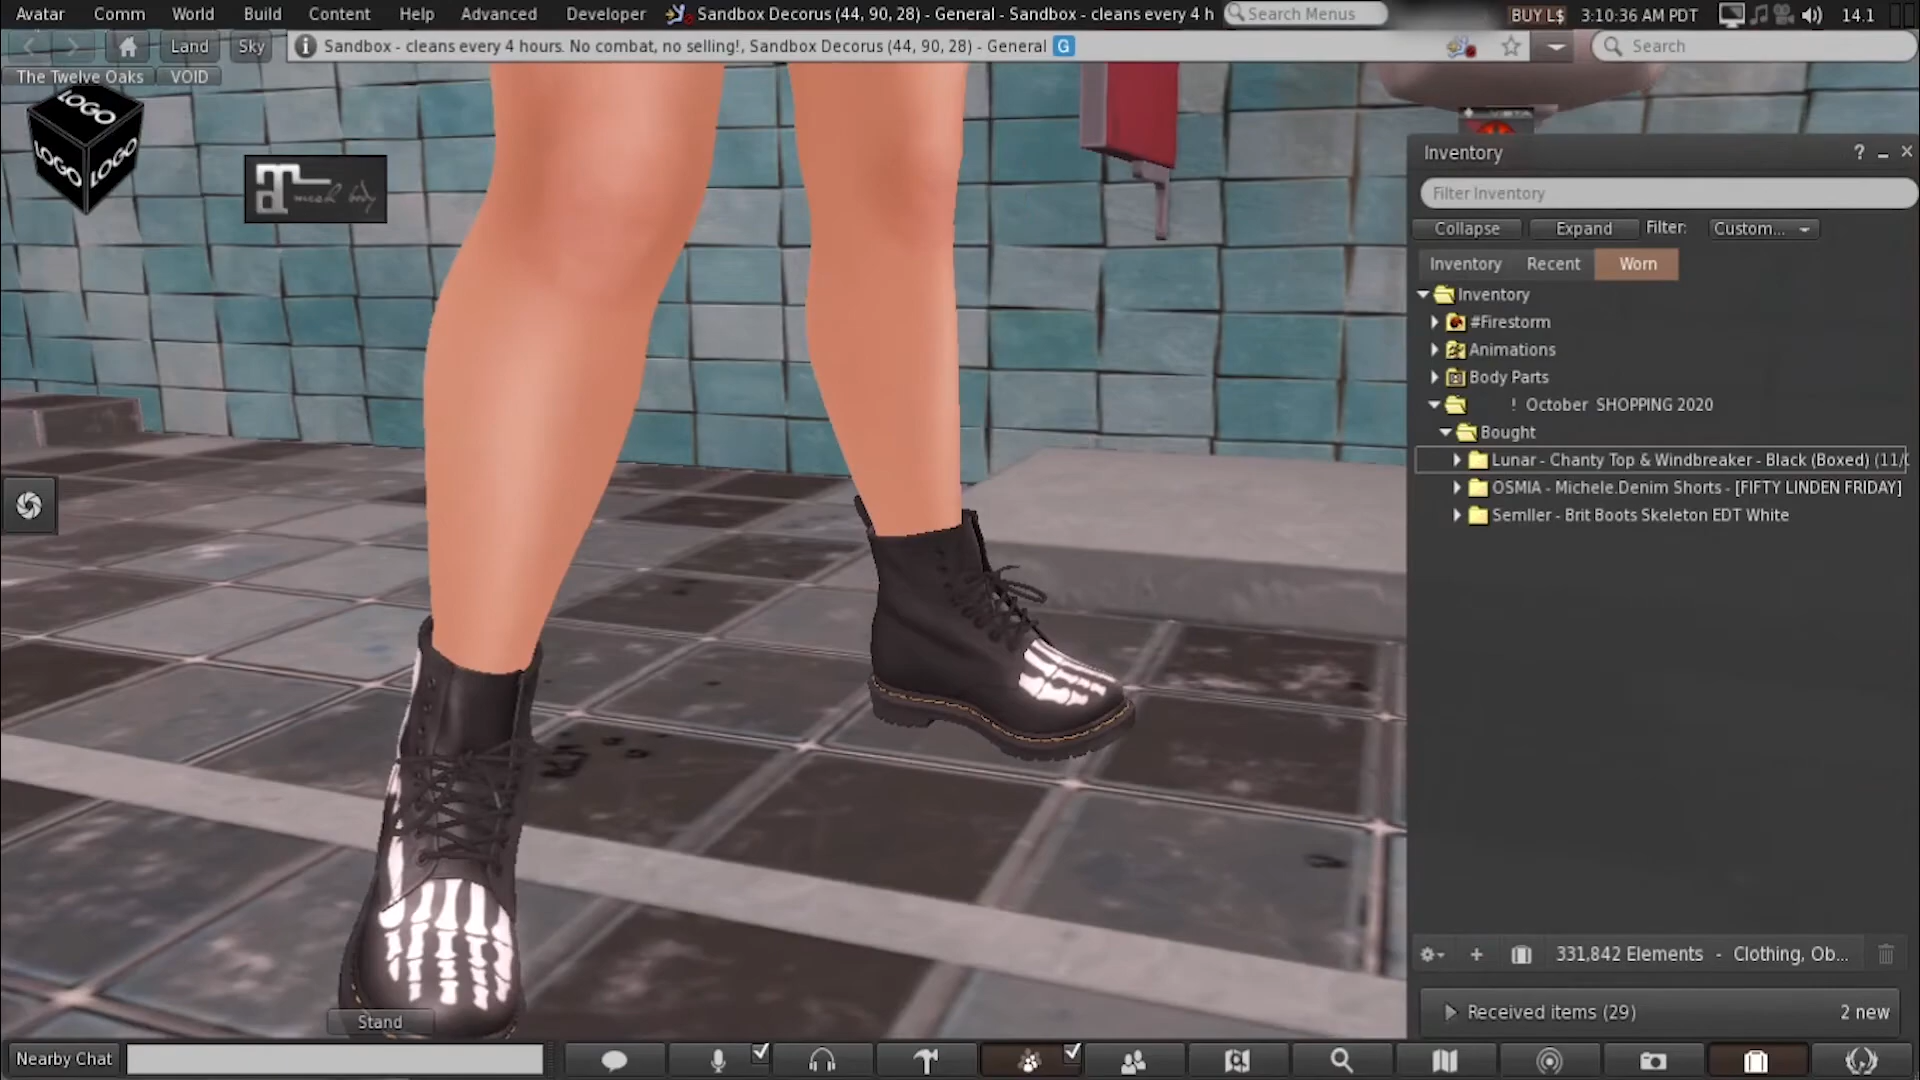 Avatar Comm World Build Content Help Advanced Developer Sandbox Decorus (44, 90, 28) - General - Sandbox - cleans every 4 h Search Menus BUY L$ 3:10:36 AM PDT 14.1
Land Sky Sandbox - cleans every 4 hours. No combat, no selling!, Sandbox Decorus (44, 90, 28) - General G Search
The Twelve Oaks VOID
LOGO
LOGO LOGO
mesh body
Inventory ? _ ×
Filter Inventory
Collapse Expand Filter: Custom...
Inventory Recent Worn
Inventory
#Firestorm
Animations
Body Parts
! October SHOPPING 2020
Bought
Lunar - Chanty Top & Windbreaker - Black (Boxed) (11/
OSMIA - Michele.Denim Shorts - [FIFTY LINDEN FRIDAY]
Semller - Brit Boots Skeleton EDT White
331,842 Elements - Clothing, Ob...
Received items (29) 2 new
Stand
Nearby Chat